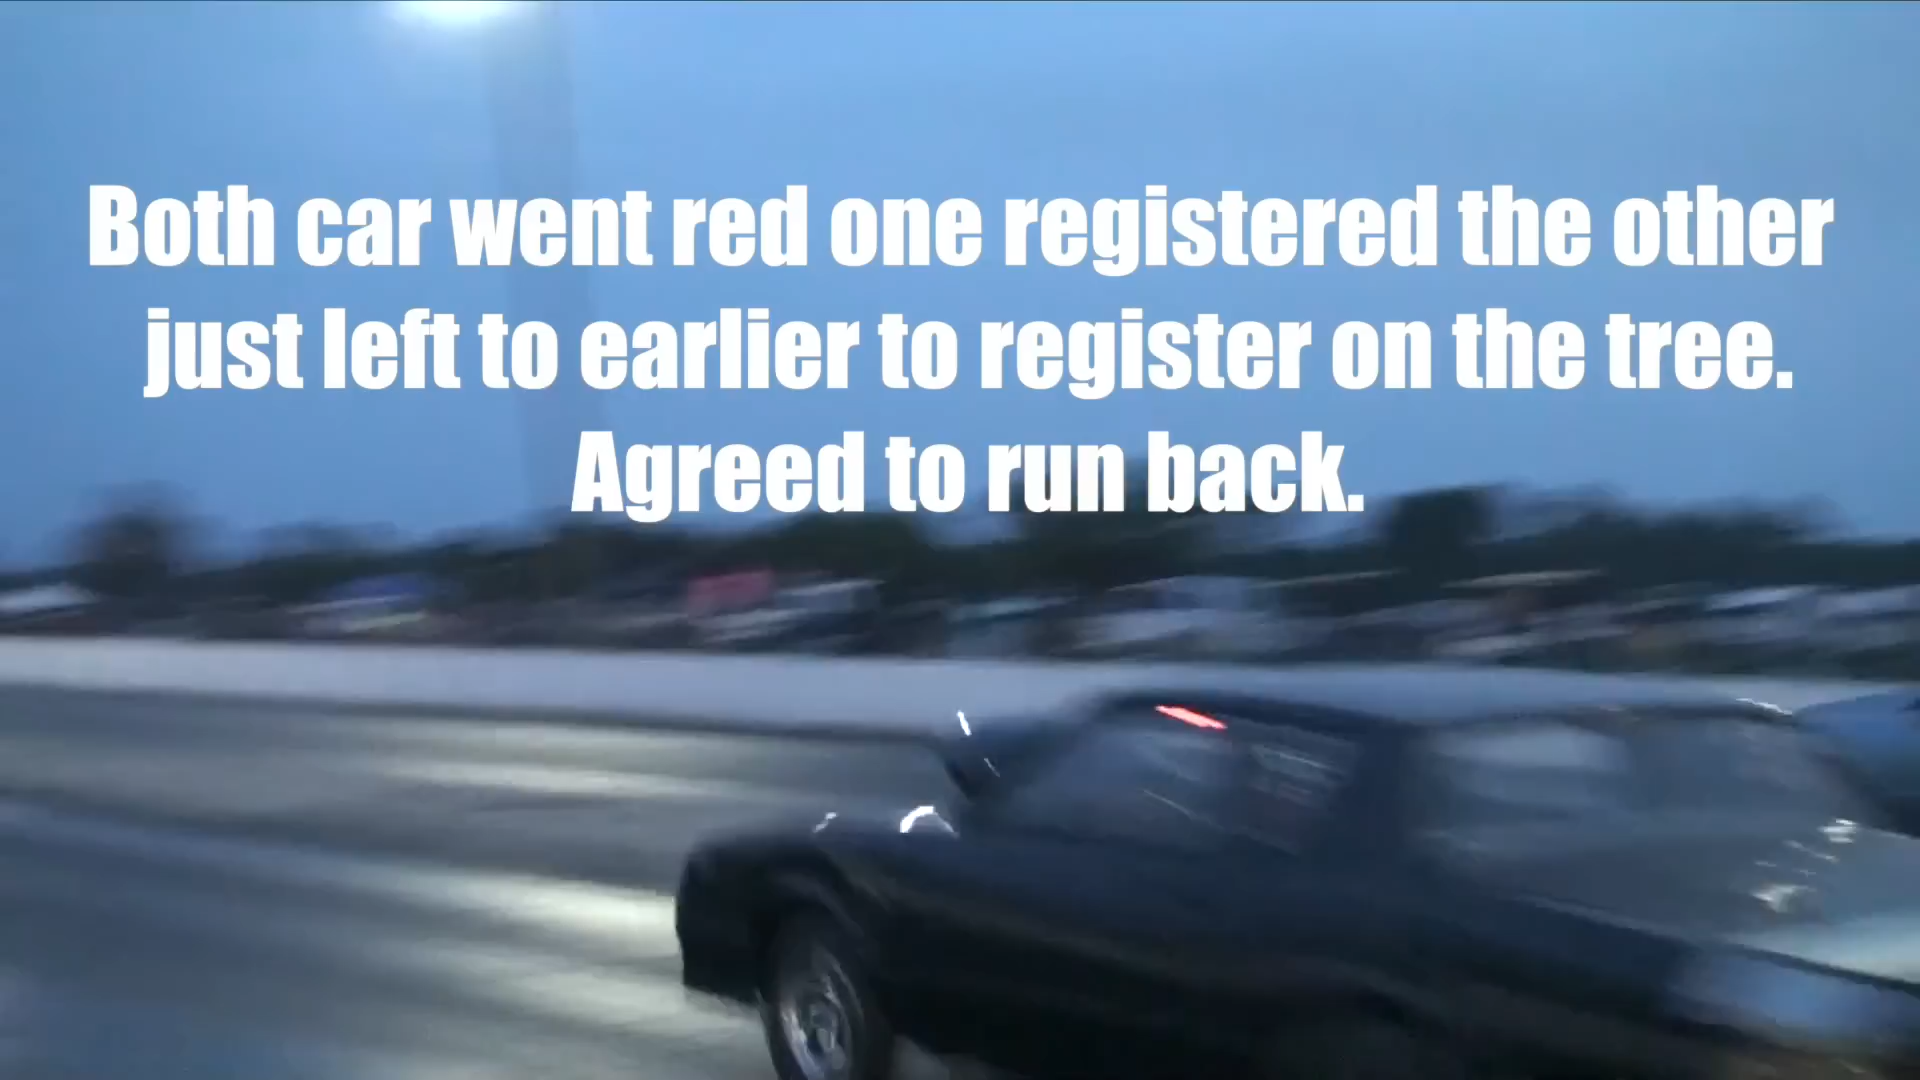 Both car went red one registered the other
just left to earlier to register on the tree.
Agreed to run back.